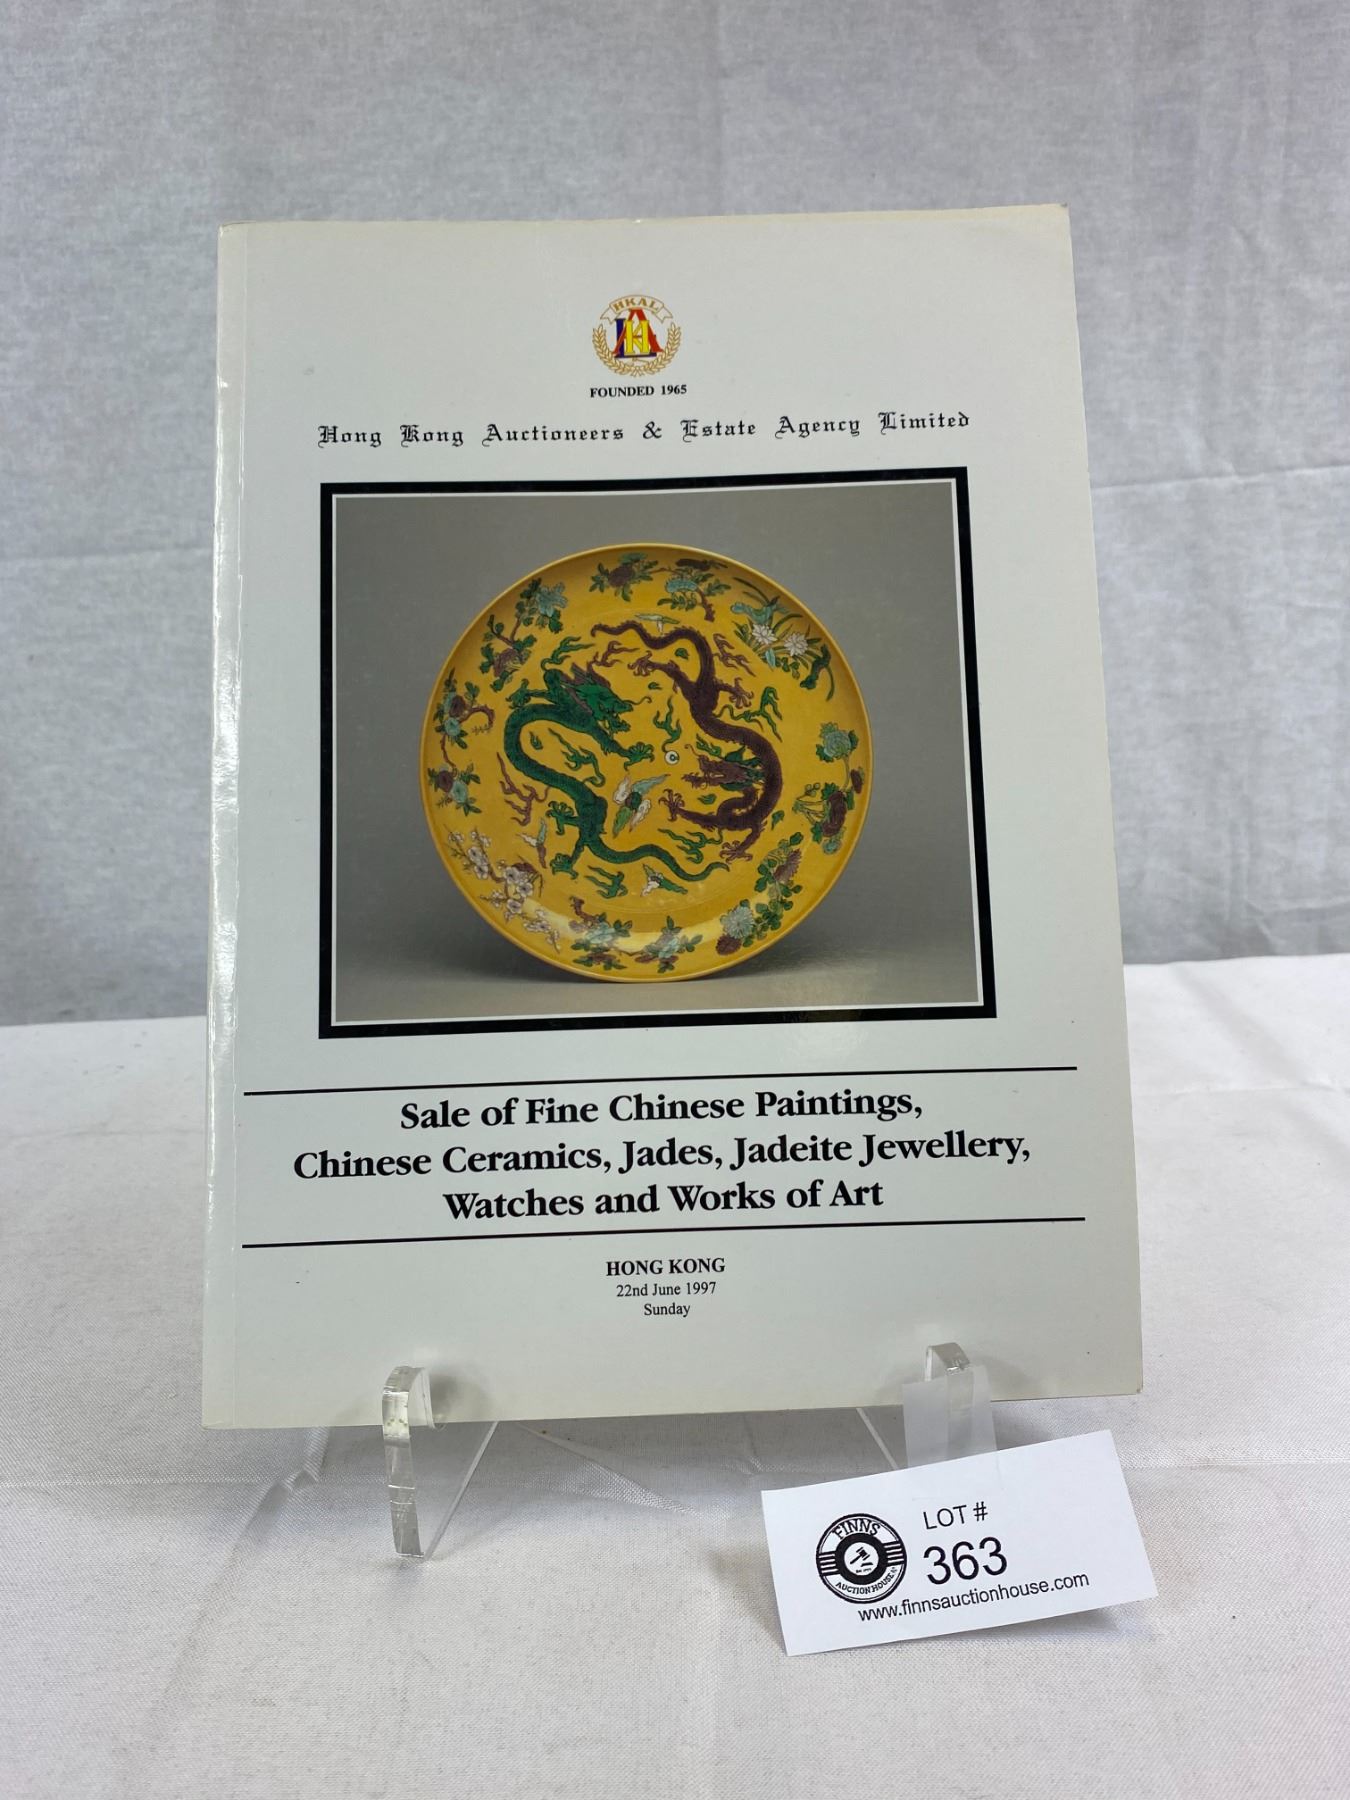 HKAL
FOUNDED 1965
Hong Kong Auctioneers & Estate Agency Limited
Sale of Fine Chinese Paintings,
Chinese Ceramics, Jades, Jadeite Jewellery,
Watches and Works of Art
HONG KONG
22nd June 1997
Sunday
FINNS
AUCTION HOUSE
LOT #
363
www.finnsauctionhouse.com